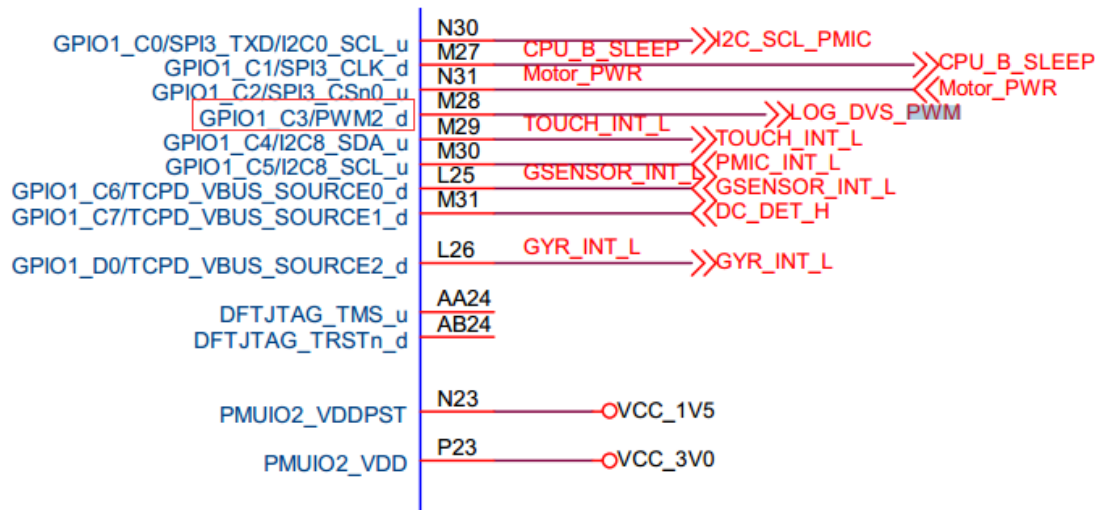 GPIO1_C0/SPI3_TXD/I2C0_SCL_u N30 I2C_SCL_PMIC
GPIO1_C1/SPI3_CLK_d M27 CPU_B_SLEEP CPU_B_SLEEP
GPIO1_C2/SPI3_CSn0_u N31 Motor_PWR Motor_PWR
GPIO1_C3/PWM2_d M28 LOG_DVS_PWM
GPIO1_C4/I2C8_SDA_u M29 TOUCH_INT_L TOUCH_INT_L
GPIO1_C5/I2C8_SCL_u M30 PMIC_INT_L
GPIO1_C6/TCPD_VBUS_SOURCE0_d L25 GSENSOR_INT_L GSENSOR_INT_L
GPIO1_C7/TCPD_VBUS_SOURCE1_d M31 DC_DET_H
GPIO1_D0/TCPD_VBUS_SOURCE2_d L26 GYR_INT_L GYR_INT_L
DFTJTAG_TMS_u AA24
DFTJTAG_TRSTn_d AB24
PMUIO2_VDDPST N23 VCC_1V5
PMUIO2_VDD P23 VCC_3V0